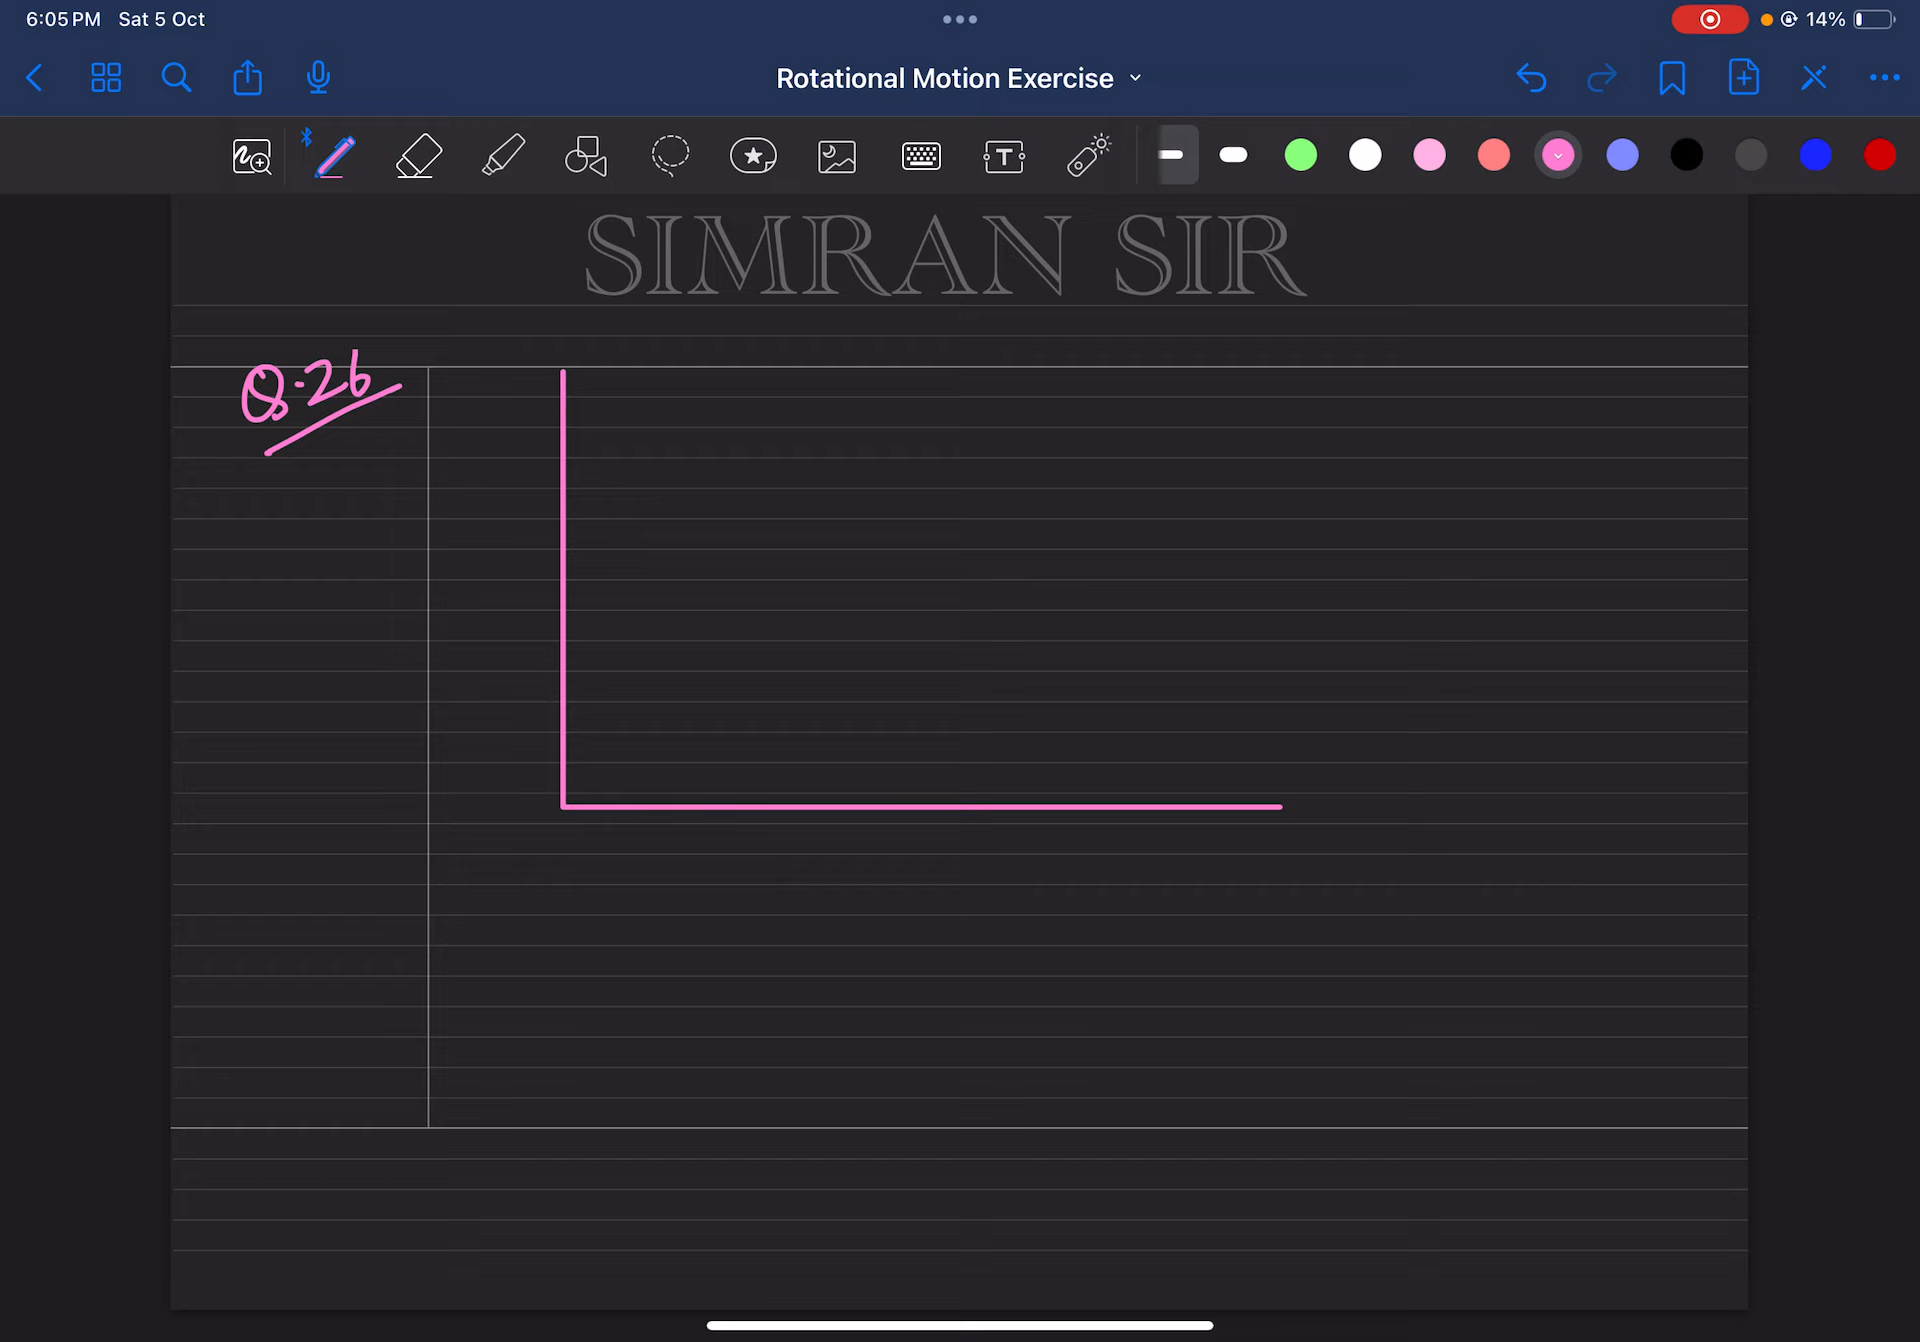 6:05 PM Sat 5 Oct
14%
Rotational Motion Exercise
T
SIMRAN SIR
Q.26